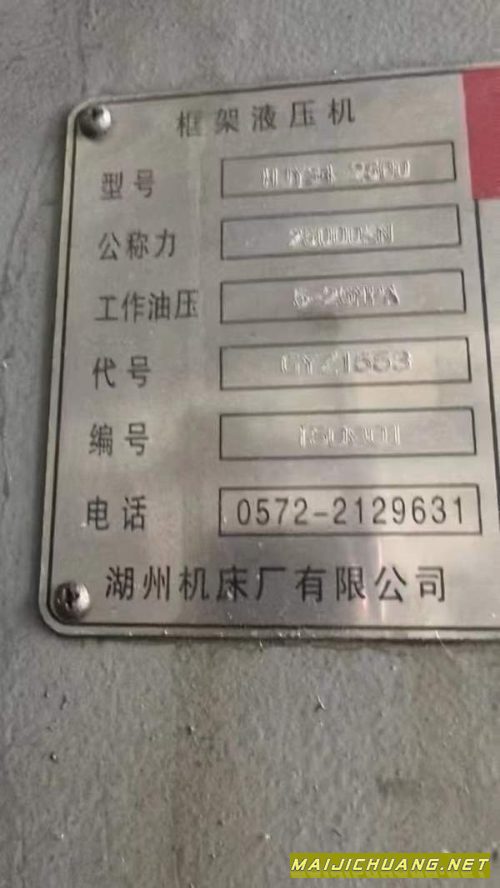 框架液压机
型号
公称力
工作油压
代号 GYZ1553
编号
电话 0572-2129631
湖州机床厂有限公司
MAIJICHUANG.NET